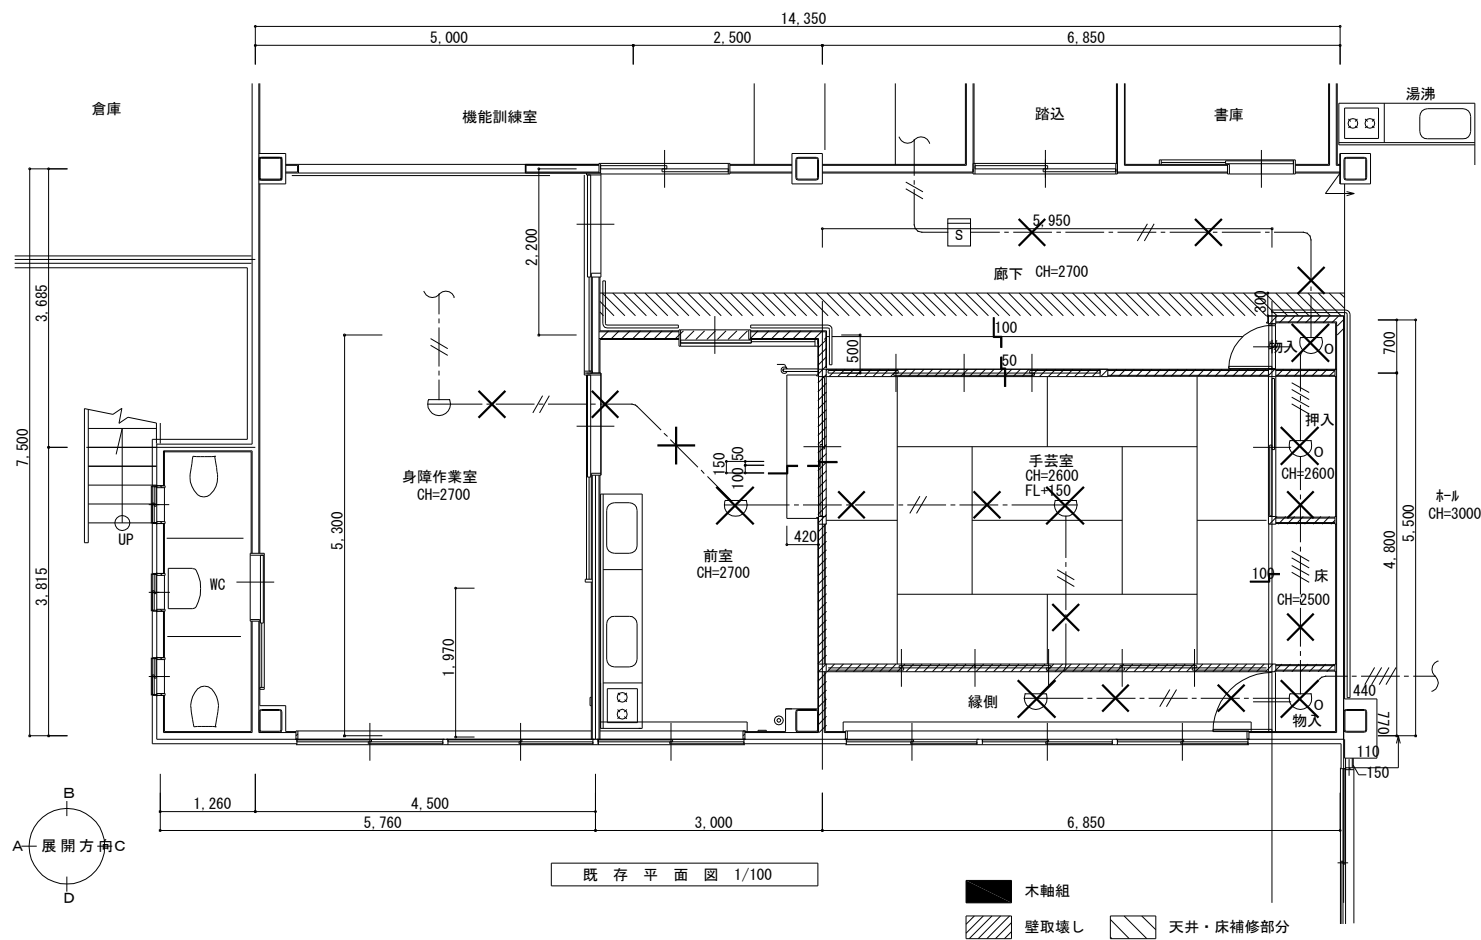 14,350
5,000
2,500
6,850
倉庫
機能訓練室
踏込
書庫
湯沸
5,950
S
2,200
廊下 CH=2700
300
3,685
7,500
100
500
50
物入
O
700
押入
O
CH=2600
手芸室
CH=2600
FL+150
150
50
100
身障作業室
CH=2700
ホール
CH=3000
5,500
4,800
UP
5,300
420
前室
CH=2700
WC
100
床
CH=2500
3,815
1,970
縁側
O
物入
440
770
110
150
1,260
4,500
5,760
3,000
6,850
B
A 展開方向 C
D
既存平面図 1/100
木軸組
壁取壊し
天井・床補修部分